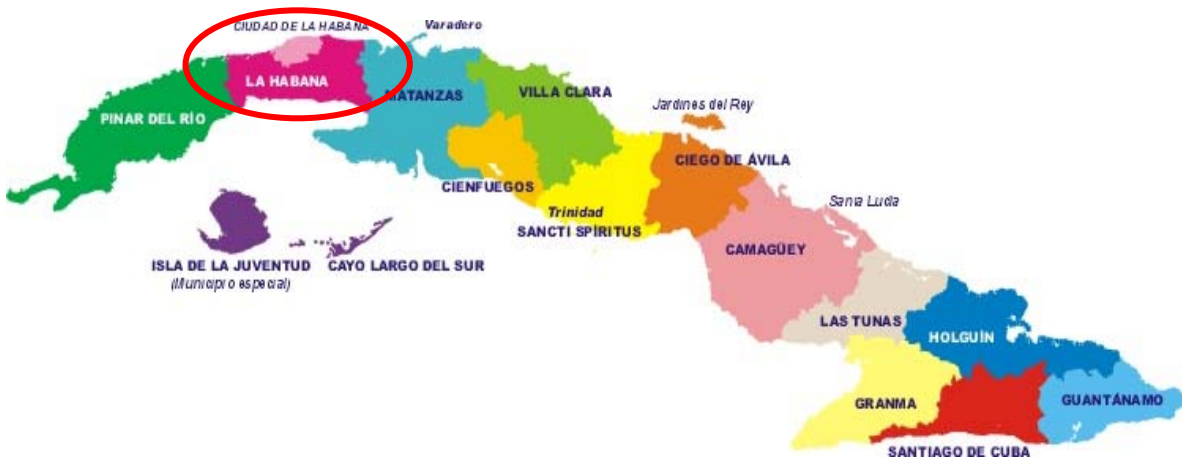 CIUDAD DE LA HABANA
Varadero
LA HABANA
MATANZAS
VILLA CLARA
PINAR DEL RÍO
Jardines del Rey
CIEGO DE ÁVILA
CIENFUEGOS
Trinidad
SANCTI SPÍRITUS
Santa Lucía
CAMAGÜEY
ISLA DE LA JUVENTUD
(Municipio especial)
CAYO LARGO DEL SUR
LAS TUNAS
HOLGUÍN
GRANMA
GUANTÁNAMO
SANTIAGO DE CUBA